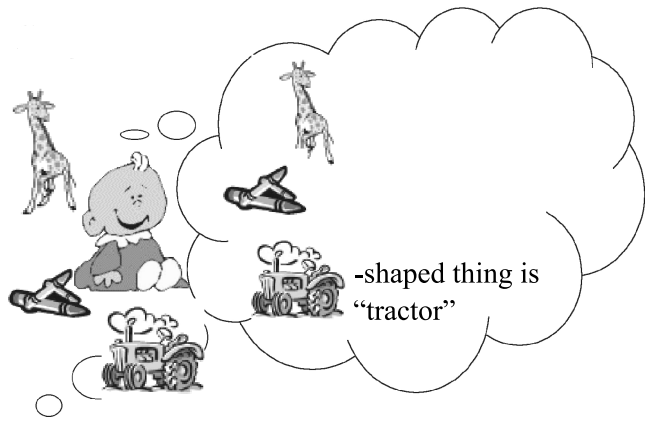 -shaped thing is
“tractor”